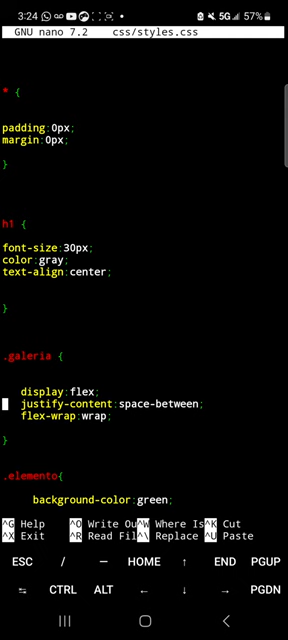 3:24 5G 57%
GNU nano 7.2 css/styles.css
* {
padding:0px;
margin:0px;
}
h1 {
font-size:30px;
color:gray;
text-align:center;
}
.galeria {
display:flex;
justify-content:space-between;
flex-wrap:wrap;
}
.elemento{
background-color:green;
^G Help ^O Write Ou^W Where Is^K Cut
^X Exit ^R Read Fil^\ Replace ^U Paste
ESC / — HOME ↑ END PGUP
⇆ CTRL ALT ← ↓ → PGDN